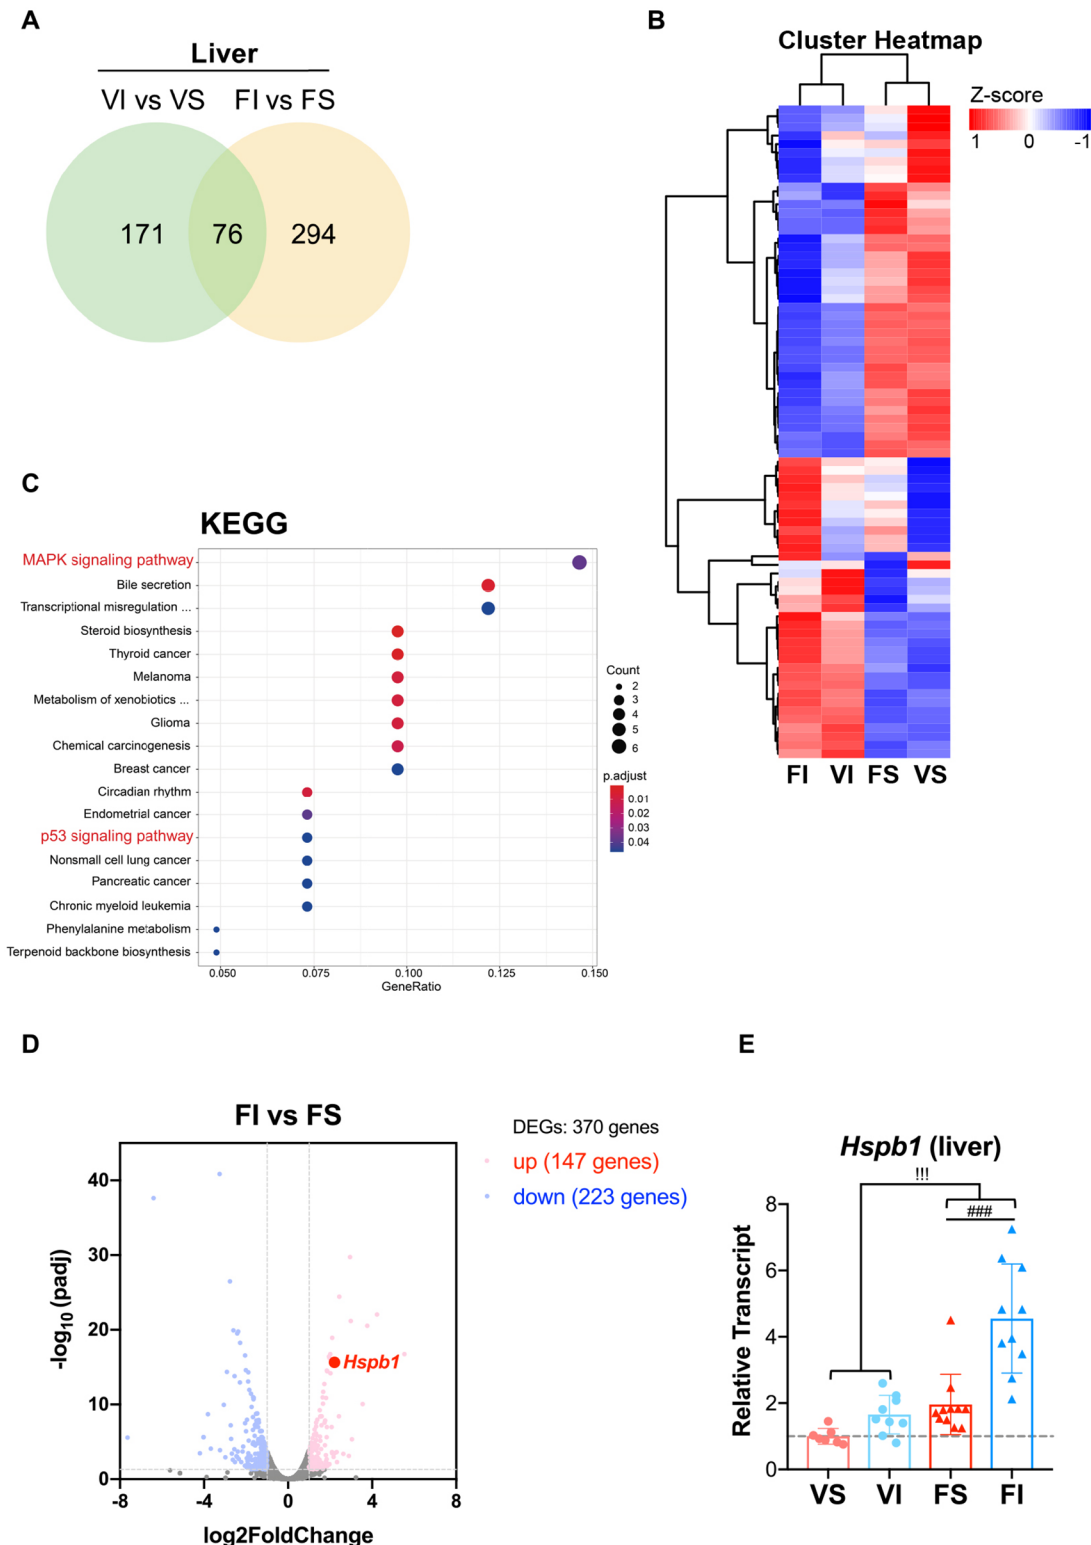 A
Liver
VI vs VS FI vs FS
171 76 294
B
Cluster Heatmap
Z-score
1 0 -1
FI VI FS VS
C
KEGG
MAPK signaling pathway
Bile secretion
Transcriptional misregulation ...
Steroid biosynthesis
Thyroid cancer
Melanoma
Metabolism of xenobiotics ...
Glioma
Chemical carcinogenesis
Breast cancer
Circadian rhythm
Endometrial cancer
p53 signaling pathway
Nonsmall cell lung cancer
Pancreatic cancer
Chronic myeloid leukemia
Phenylalanine metabolism
Terpenoid backbone biosynthesis
0.050 0.075 0.100 0.125 0.150
GeneRatio
Count
2
3
4
5
6
p.adjust
0.01
0.02
0.03
0.04
D
FI vs FS
DEGs: 370 genes
up (147 genes)
down (223 genes)
-log10 (padj)
40
30
20
10
0
Hspb1
-8 -4 0 4 8
log2FoldChange
E
Hspb1 (liver)
!!!
###
Relative Transcript
8
6
4
2
0
VS VI FS FI